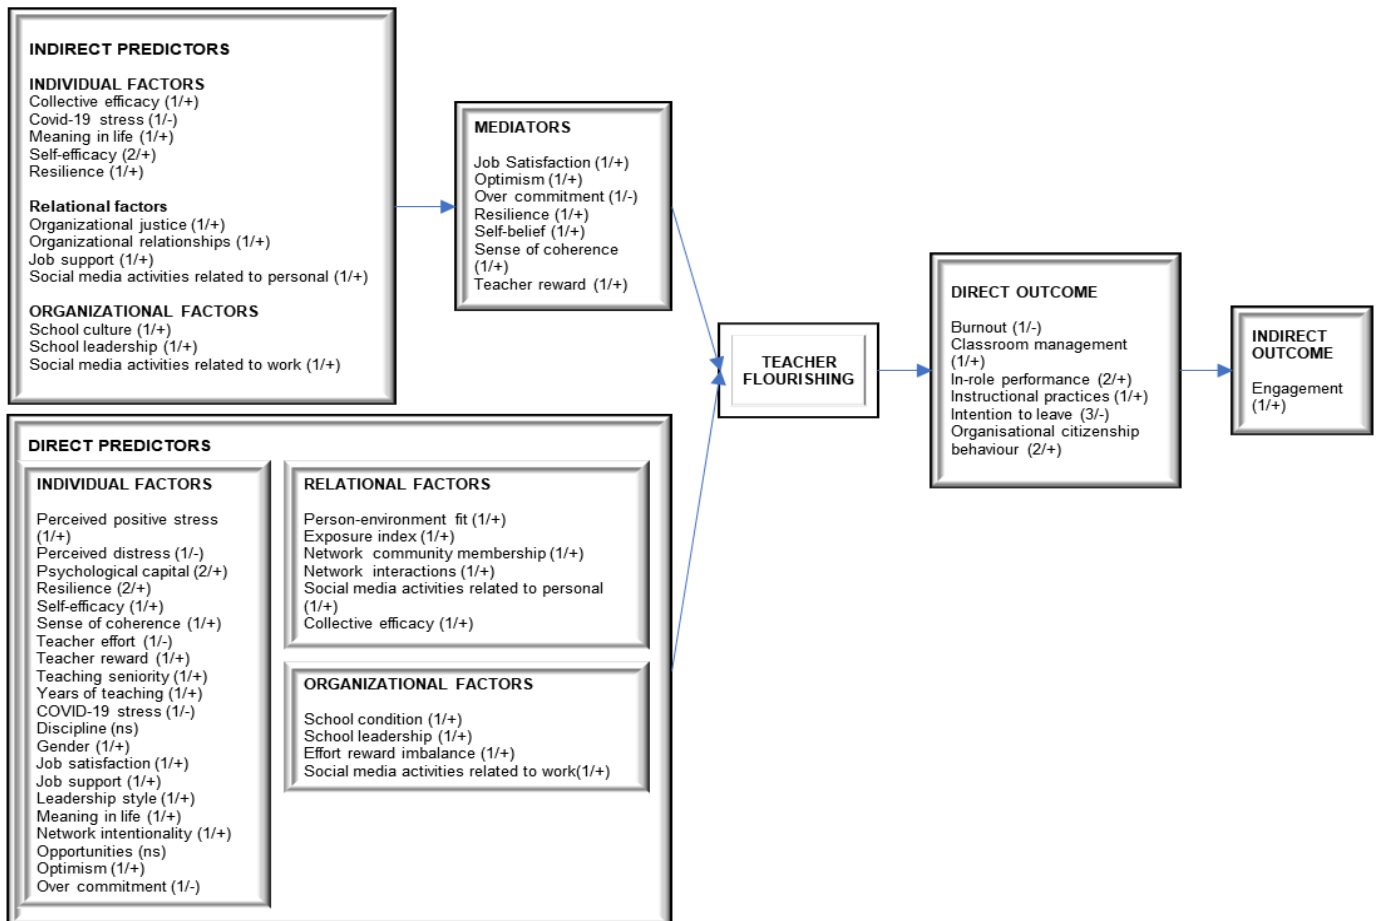 INDIRECT PREDICTORS
INDIVIDUAL FACTORS
Collective efficacy (1/+)
Covid-19 stress (1/-)
Meaning in life (1/+)
Self-efficacy (2/+)
Resilience (1/+)
Relational factors
Organizational justice (1/+)
Organizational relationships (1/+)
Job support (1/+)
Social media activities related to personal (1/+)
ORGANIZATIONAL FACTORS
School culture (1/+)
School leadership (1/+)
Social media activities related to work (1/+)
MEDIATORS
Job Satisfaction (1/+)
Optimism (1/+)
Over commitment (1/-)
Resilience (1/+)
Self-belief (1/+)
Sense of coherence
(1/+)
Teacher reward (1/+)
DIRECT PREDICTORS
INDIVIDUAL FACTORS
Perceived positive stress
(1/+)
Perceived distress (1/-)
Psychological capital (2/+)
Resilience (2/+)
Self-efficacy (1/+)
Sense of coherence (1/+)
Teacher effort (1/-)
Teacher reward (1/+)
Teaching seniority (1/+)
Years of teaching (1/+)
COVID-19 stress (1/-)
Discipline (ns)
Gender (1/+)
Job satisfaction (1/+)
Job support (1/+)
Leadership style (1/+)
Meaning in life (1/+)
Network intentionality (1/+)
Opportunities (ns)
Optimism (1/+)
Over commitment (1/-)
RELATIONAL FACTORS
Person-environment fit (1/+)
Exposure index (1/+)
Network community membership (1/+)
Network interactions (1/+)
Social media activities related to personal
(1/+)
Collective efficacy (1/+)
ORGANIZATIONAL FACTORS
School condition (1/+)
School leadership (1/+)
Effort reward imbalance (1/+)
Social media activities related to work(1/+)
TEACHER
FLOURISHING
DIRECT OUTCOME
Burnout (1/-)
Classroom management
(1/+)
In-role performance (2/+)
Instructional practices (1/+)
Intention to leave (3/-)
Organisational citizenship
behaviour (2/+)
INDIRECT
OUTCOME
Engagement
(1/+)